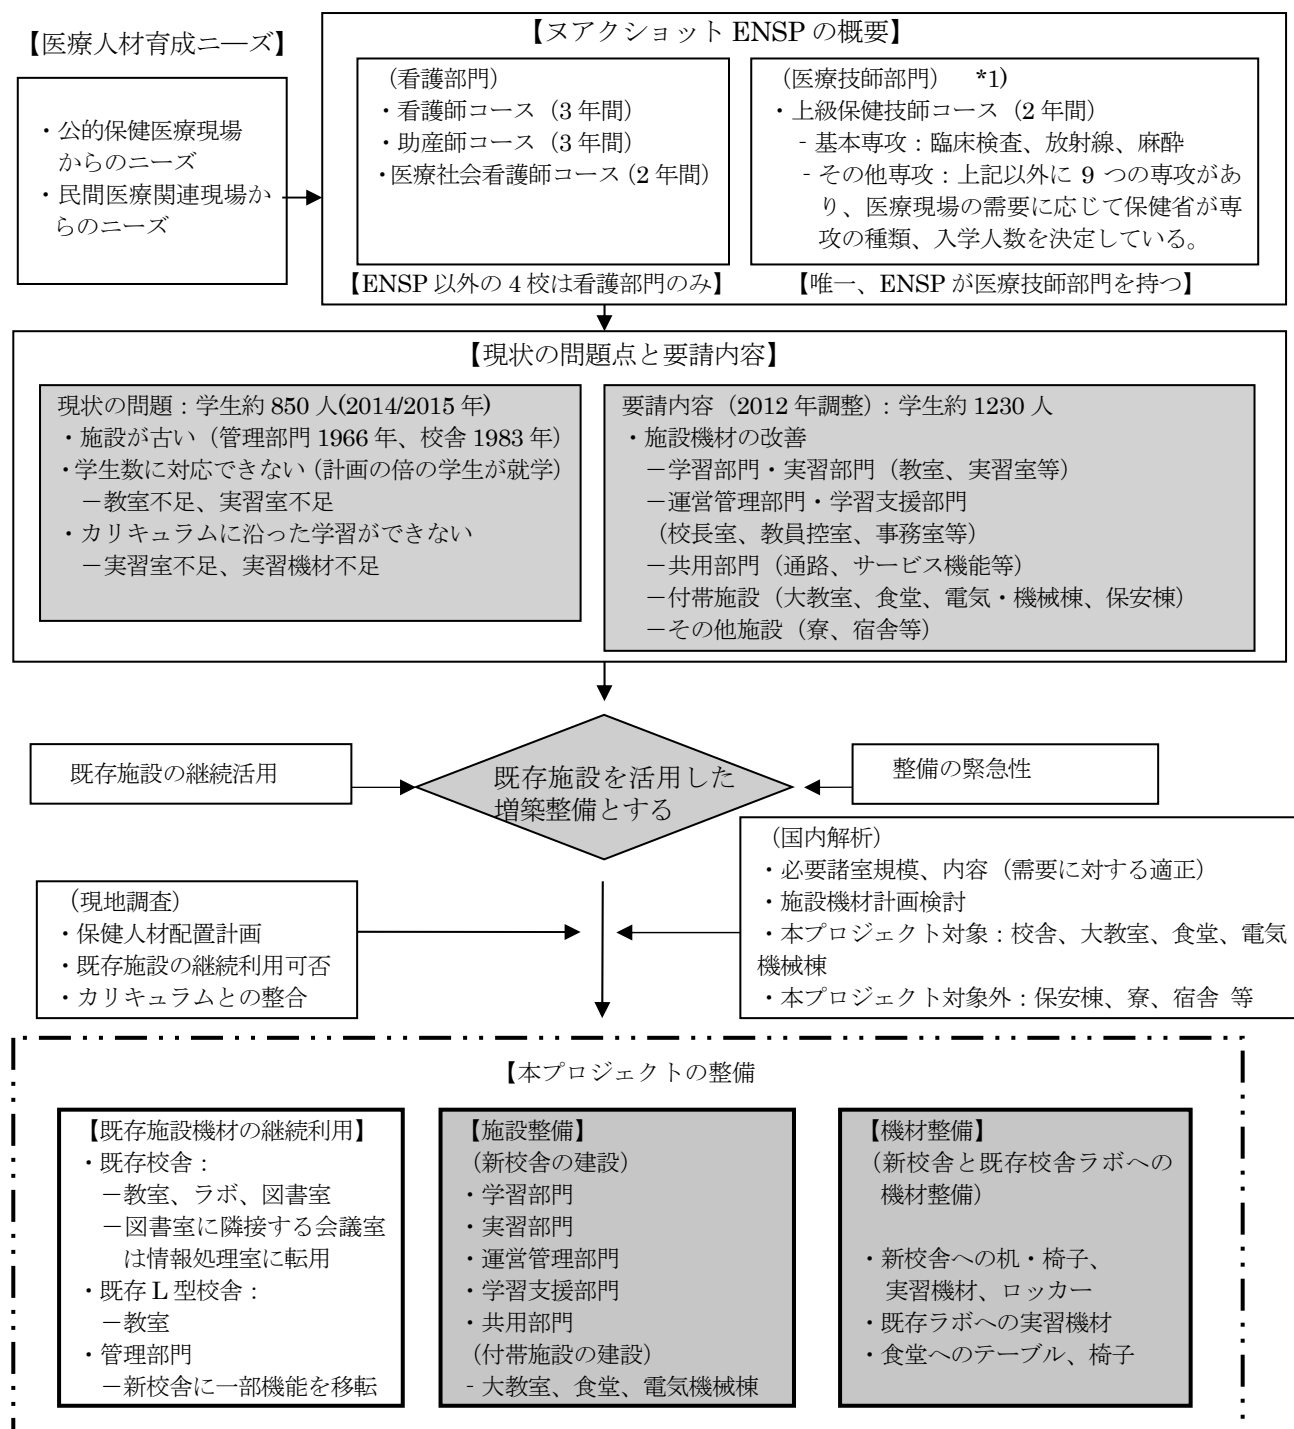 【医療人材育成ニーズ】
・公的保健医療現場
からのニーズ
・民間医療関連現場か
らのニーズ
【ヌアクショット ENSP の概要】
（看護部門）
・看護師コース（3 年間）
・助産師コース（3 年間）
・医療社会看護師コース（2 年間）
【ENSP 以外の 4 校は看護部門のみ】
（医療技師部門） *1)
・上級保健技師コース（2 年間）
- 基本専攻：臨床検査、放射線、麻酔
- その他専攻：上記以外に 9 つの専攻があ
り、医療現場の需要に応じて保健省が専
攻の種類、入学人数を決定している。
【唯一、ENSP が医療技師部門を持つ】
【現状の問題点と要請内容】
現状の問題：学生約 850 人(2014/2015 年)
・施設が古い（管理部門 1966 年、校舎 1983 年）
・学生数に対応できない（計画の倍の学生が就学）
－教室不足、実習室不足
・カリキュラムに沿った学習ができない
－実習室不足、実習機材不足
要請内容（2012 年調整）：学生約 1230 人
・施設機材の改善
－学習部門・実習部門（教室、実習室等）
－運営管理部門・学習支援部門
（校長室、教員控室、事務室等）
－共用部門（通路、サービス機能等）
－付帯施設（大教室、食堂、電気・機械棟、保安棟）
－その他施設（寮、宿舎等）
既存施設の継続活用
既存施設を活用した
増築整備とする
整備の緊急性
（現地調査）
・保健人材配置計画
・既存施設の継続利用可否
・カリキュラムとの整合
（国内解析）
・必要諸室規模、内容（需要に対する適正）
・施設機材計画検討
・本プロジェクト対象：校舎、大教室、食堂、電気
機械棟
・本プロジェクト対象外：保安棟、寮、宿舎 等
【本プロジェクトの整備
【既存施設機材の継続利用】
・既存校舎：
－教室、ラボ、図書室
－図書室に隣接する会議室
は情報処理室に転用
・既存 L 型校舎：
－教室
・管理部門
－新校舎に一部機能を移転
【施設整備】
(新校舎の建設)
・学習部門
・実習部門
・運営管理部門
・学習支援部門
・共用部門
(付帯施設の建設)
- 大教室、食堂、電気機械棟
【機材整備】
(新校舎と既存校舎ラボへの
機材整備）
・新校舎への机・椅子、
実習機材、ロッカー
・既存ラボへの実習機材
・食堂へのテーブル、椅子